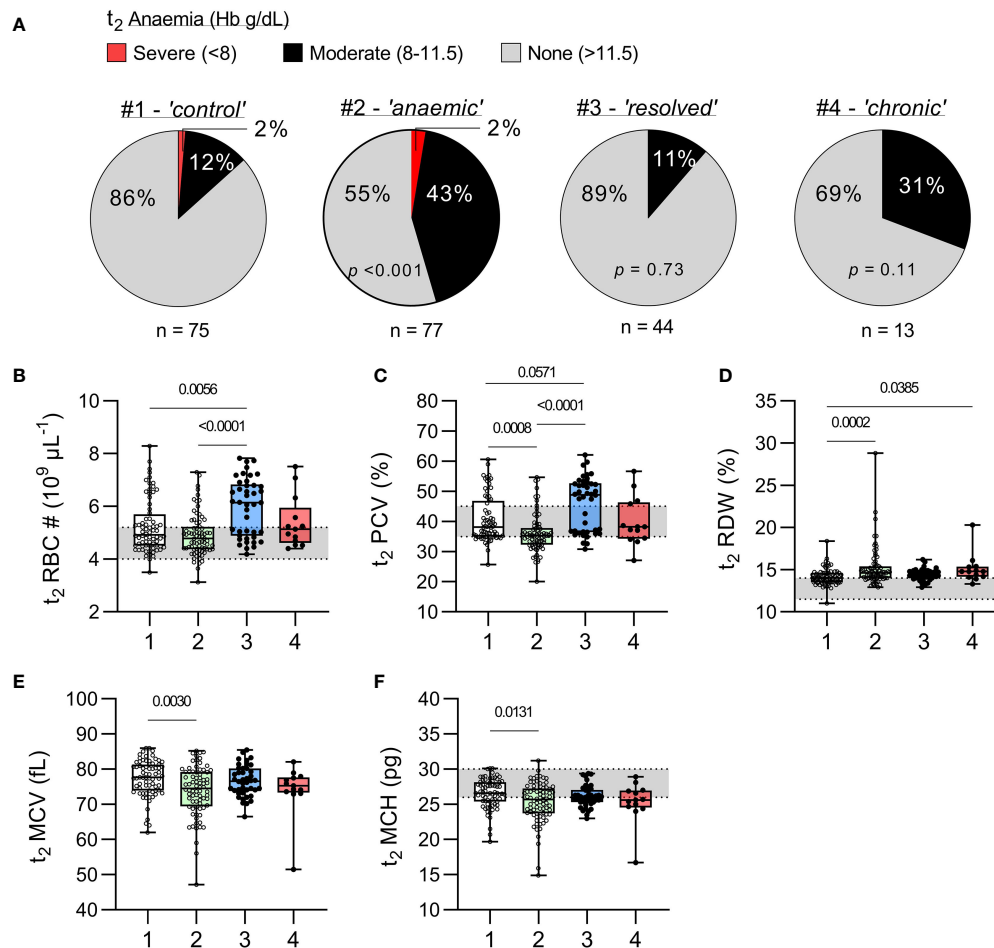 A
t2 Anaemia (Hb g/dL)
Severe (<8) Moderate (8-11.5) None (>11.5)
#1 - 'control' #2 - 'anaemic' #3 - 'resolved' #4 - 'chronic'
2% 2%
12% 11%
86% 55% 43% 89% 69% 31%
p <0.001 p = 0.73 p = 0.11
n = 75 n = 77 n = 44 n = 13
B
t2 RBC # (10^9 µL^-1)
10
8
6
4
2
0.0056
<0.0001
1 2 3 4
C
t2 PCV (%)
80
70
60
50
40
30
20
10
0.0571
<0.0001
0.0008
1 2 3 4
D
t2 RDW (%)
35
30
25
20
15
10
0.0385
0.0002
1 2 3 4
E
t2 MCV (fL)
100
90
80
70
60
50
40
0.0030
1 2 3 4
F
t2 MCH (pg)
40
35
30
25
20
15
10
0.0131
1 2 3 4